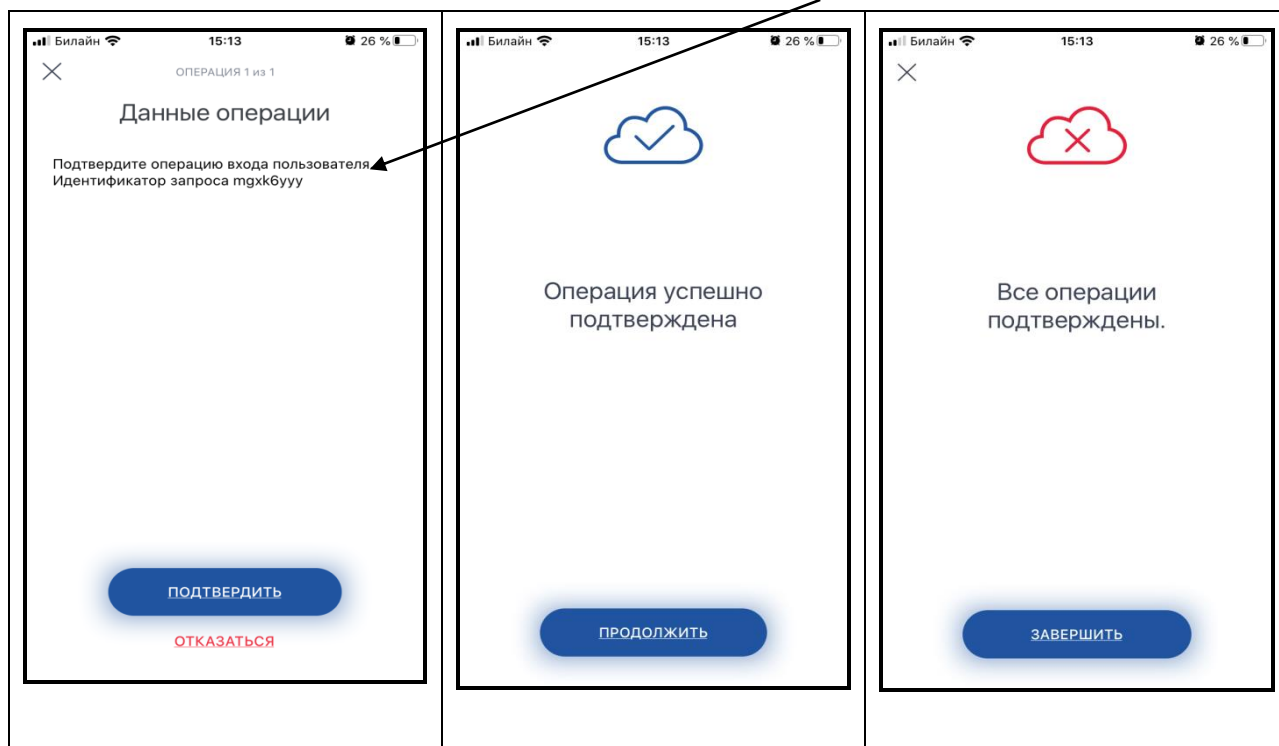 Билайн 15:13 26 %
ОПЕРАЦИЯ 1 из 1
Данные операции
Подтвердите операцию входа пользователя.
Идентификатор запроса mgxk6yyy
ПОДТВЕРДИТЬ
ОТКАЗАТЬСЯ
Билайн 15:13 26 %
Операция успешно
подтверждена
ПРОДОЛЖИТЬ
Билайн 15:13 26 %
Все операции
подтверждены.
ЗАВЕРШИТЬ